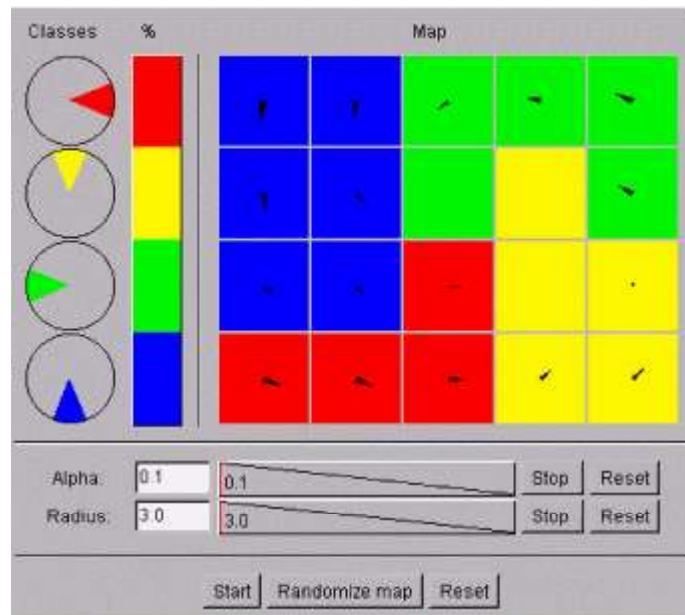 Classes % Map
Alpha: 0.1 0.1 Stop Reset
Radius: 3.0 3.0 Stop Reset
Start Randomize map Reset